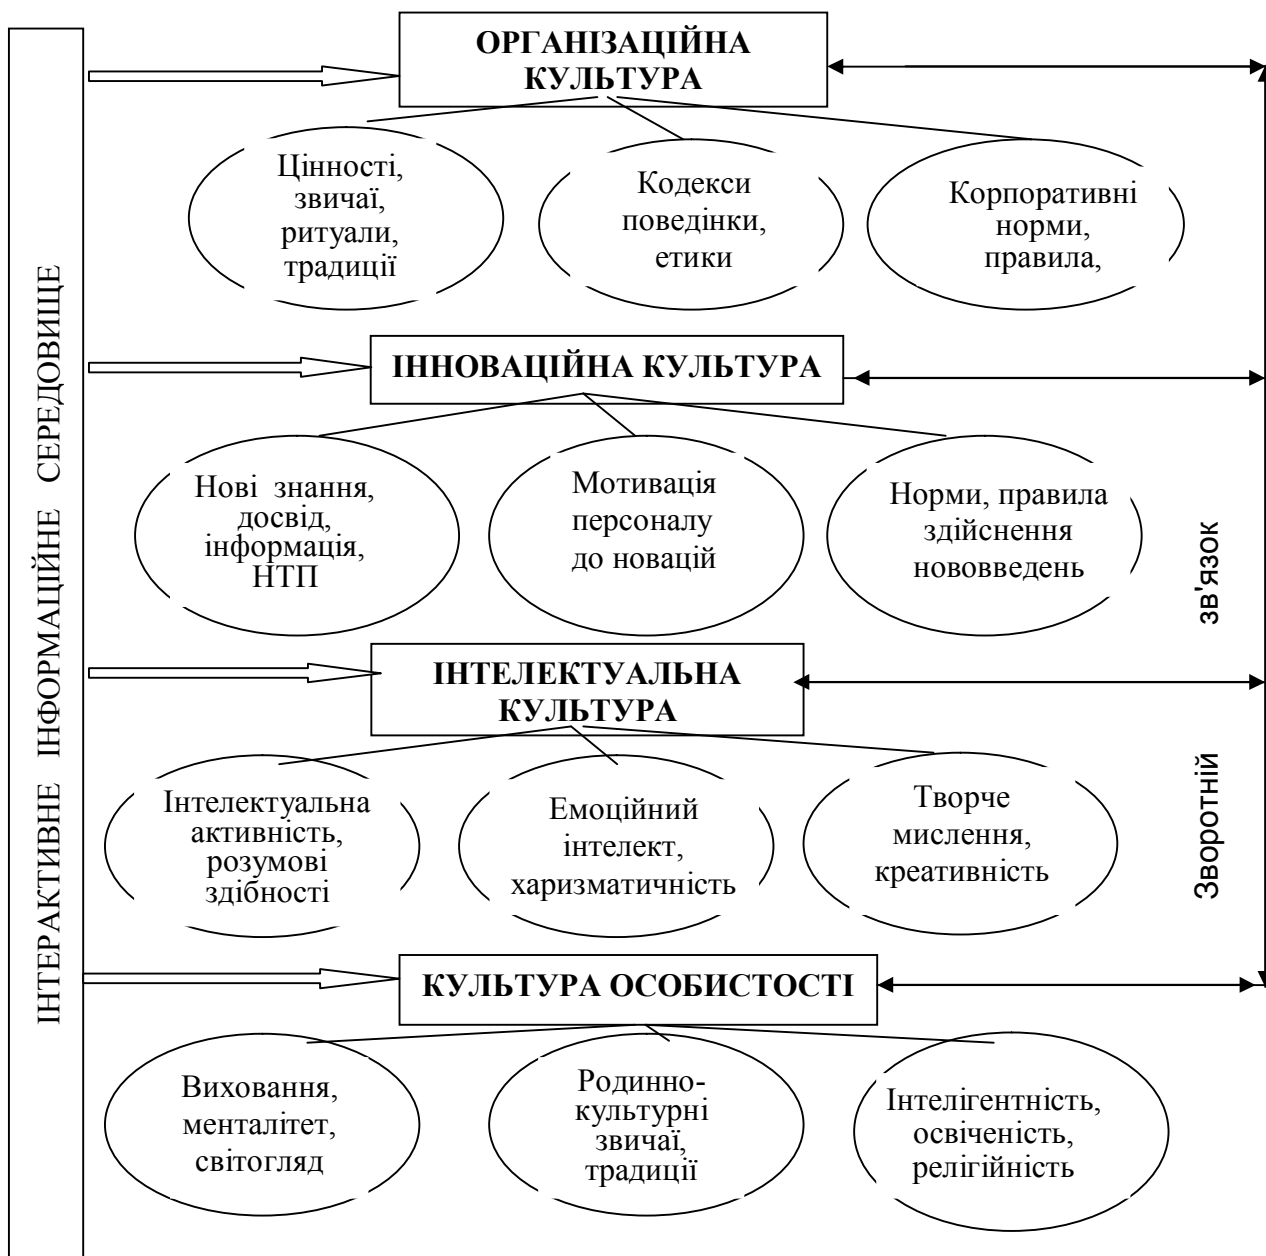 ІНТЕРАКТИВНЕ ІНФОРМАЦІЙНЕ СЕРЕДОВИЩЕ
ОРГАНІЗАЦІЙНА
КУЛЬТУРА
Цінності,
звичаї,
ритуали,
традиції
Кодекси
поведінки,
етики
Корпоративні
норми,
правила,
ІННОВАЦІЙНА КУЛЬТУРА
Нові знання,
досвід,
інформація,
НТП
Мотивація
персоналу
до новацій
Норми, правила
здійснення
нововведень
ІНТЕЛЕКТУАЛЬНА
КУЛЬТУРА
Інтелектуальна
активність,
розумові
здібності
Емоційний
інтелект,
харизматичність
Творче
мислення,
креативність
КУЛЬТУРА ОСОБИСТОСТІ
Виховання,
менталітет,
світогляд
Родинно-
культурні
звичаї,
традиції
Інтелігентність,
освіченість,
релігійність
Зворотній зв'язок